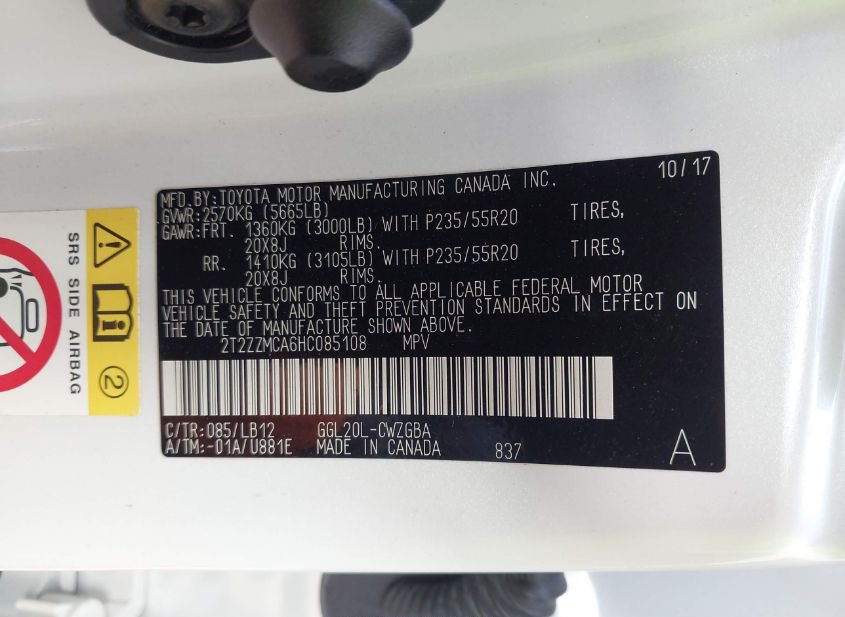 10/17
MFD.BY:TOYOTA MOTOR MANUFACTURING CANADA INC.
GVWR:2570KG (5665LB)
GAWR:FRT. 1360KG (3000LB) WITH P235/55R20 TIRES,
20X8J RIMS.
RR. 1410KG (3105LB) WITH P235/55R20 TIRES,
20X8J RIMS.
THIS VEHICLE CONFORMS TO ALL APPLICABLE FEDERAL MOTOR
VEHICLE SAFETY AND THEFT PREVENTION STANDARDS IN EFFECT ON
THE DATE OF MANUFACTURE SHOWN ABOVE.
2T2ZZMCA6HC085108 MPV
C/TR:085/LB12 GGL20L-CWZGBA
A/TM:-01A/U881E MADE IN CANADA 837
A
SRS SIDE AIRBAG
2